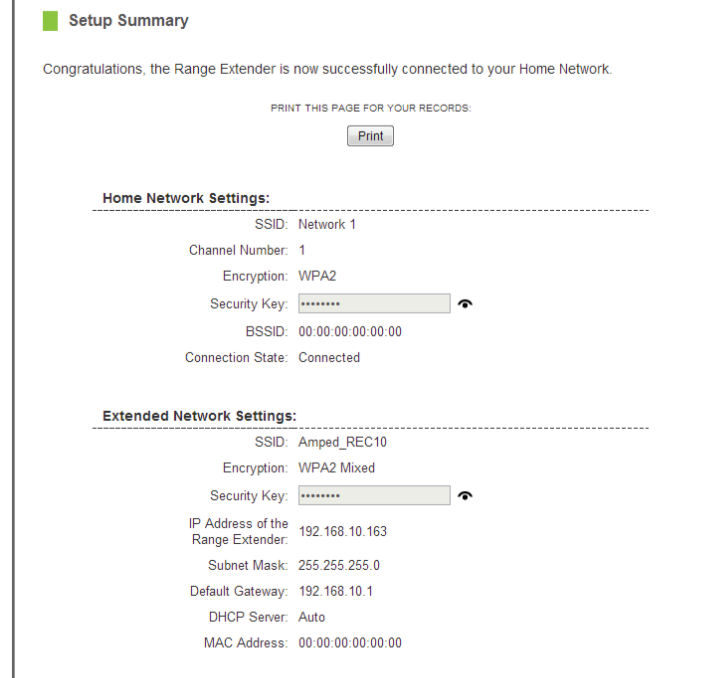 Setup Summary
Congratulations, the Range Extender is now successfully connected to your Home Network.
PRINT THIS PAGE FOR YOUR RECORDS:
Print
Home Network Settings:
SSID: Network 1
Channel Number: 1
Encryption: WPA2
Security Key: ••••••••
BSSID: 00:00:00:00:00:00
Connection State: Connected
Extended Network Settings:
SSID: Amped_REC10
Encryption: WPA2 Mixed
Security Key: ••••••••
IP Address of the
Range Extender: 192.168.10.163
Subnet Mask: 255.255.255.0
Default Gateway: 192.168.10.1
DHCP Server: Auto
MAC Address: 00:00:00:00:00:00